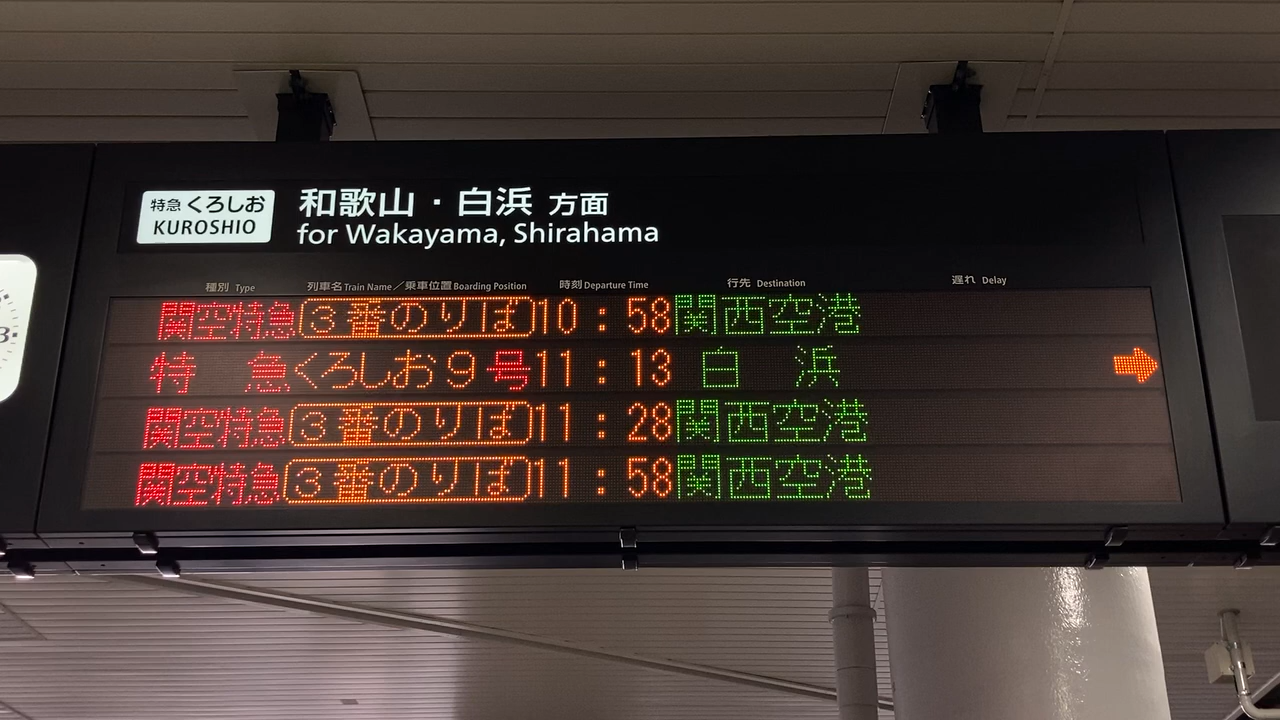 特急 くろしお 和歌山・白浜 方面
KUROSHIO for Wakayama, Shirahama
種別 Type 列車名 Train Name／乗車位置 Boarding Position 時刻 Departure Time 行先 Destination 遅れ Delay
関空特急 ③番のりば 10：58 関西空港
特急 くろしお9号 11：13 白浜
関空特急 ③番のりば 11：28 関西空港
関空特急 ③番のりば 11：58 関西空港